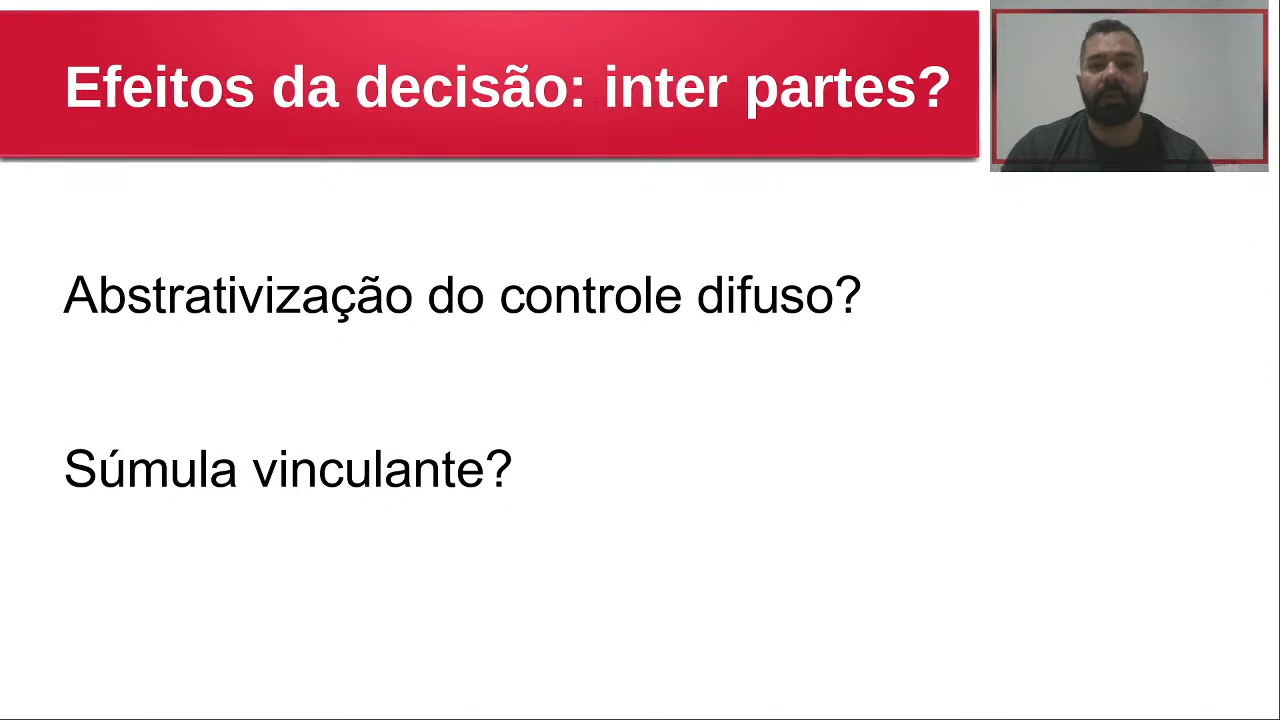 Efeitos da decisão: inter partes?
Abstrativização do controle difuso?
Súmula vinculante?